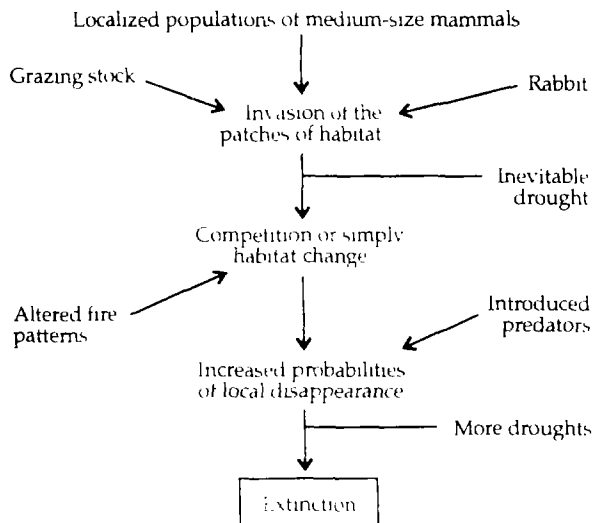 Localized populations of medium-size mammals
Grazing stock
Rabbit
Invasion of the
patches of habitat
Inevitable
drought
Competition or simply
habitat change
Altered fire
patterns
Introduced
predators
Increased probabilities
of local disappearance
More droughts
Extinction